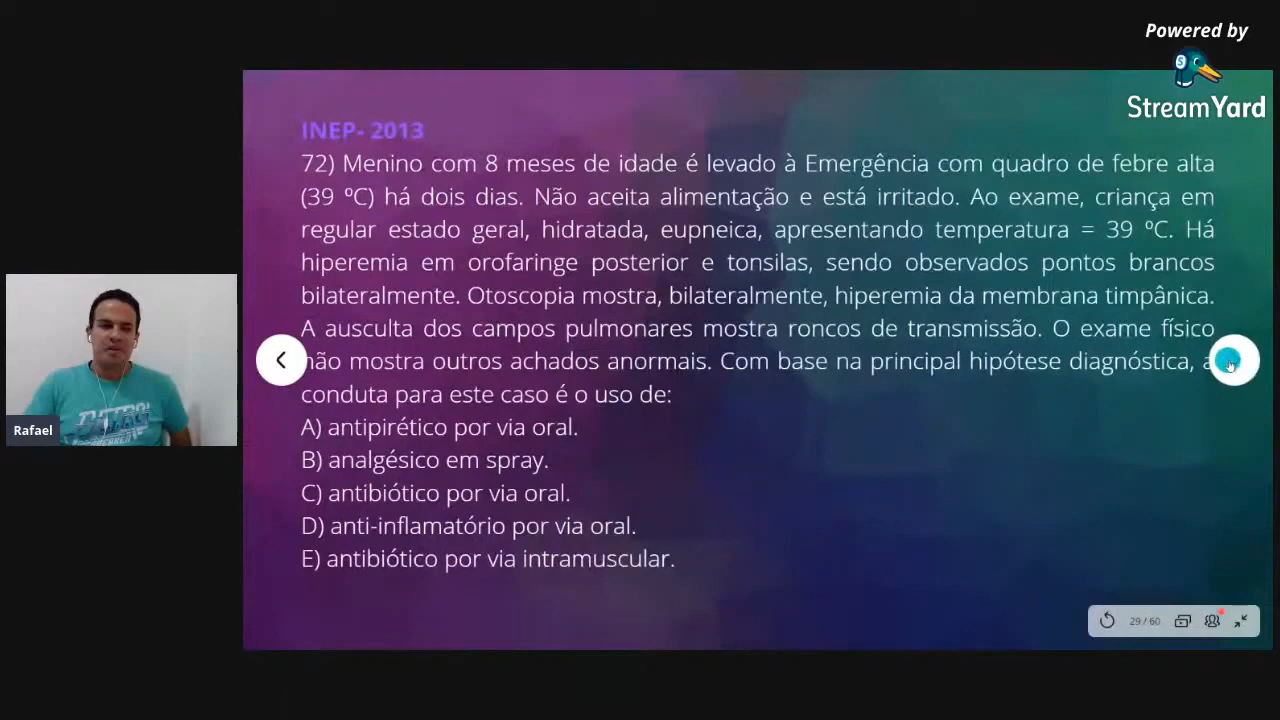 Powered by
StreamYard
INEP- 2013
72) Menino com 8 meses de idade é levado à Emergência com quadro de febre alta
(39 ºC) há dois dias. Não aceita alimentação e está irritado. Ao exame, criança em
regular estado geral, hidratada, eupneica, apresentando temperatura = 39 ºC. Há
hiperemia em orofaringe posterior e tonsilas, sendo observados pontos brancos
bilateralmente. Otoscopia mostra, bilateralmente, hiperemia da membrana timpânica.
A ausculta dos campos pulmonares mostra roncos de transmissão. O exame físico
não mostra outros achados anormais. Com base na principal hipótese diagnóstica, a
conduta para este caso é o uso de:
A) antipirético por via oral.
B) analgésico em spray.
C) antibiótico por via oral.
D) anti-inflamatório por via oral.
E) antibiótico por via intramuscular.
Rafael
29 / 60